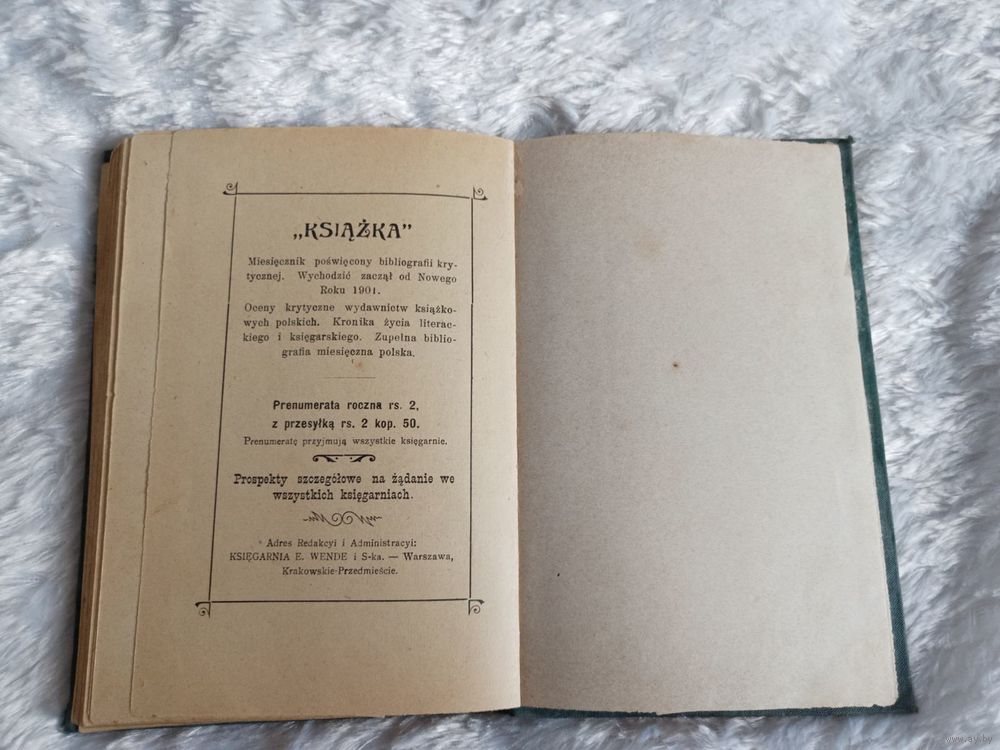 „KSIĄŻKA”
Miesięcznik poświęcony bibliografii kry-
tycznej. Wychodzić zaczął od Nowego
Roku 1901.
Oceny krytyczne wydawnictw książko-
wych polskich. Kronika życia literac-
kiego i księgarskiego. Zupełna biblio-
grafia miesięczna polska.
Prenumerata roczna rs. 2,
z przesyłką rs. 2 kop. 50.
Prenumeratę przyjmują wszystkie księgarnie.
Prospekty szczegółowe na żądanie we
wszystkich księgarniach.
Adres Redakcyi i Administracyi:
KSIĘGARNIA E. WENDE i S-ka. — Warszawa,
Krakowskie-Przedmieście.
www.ay.by